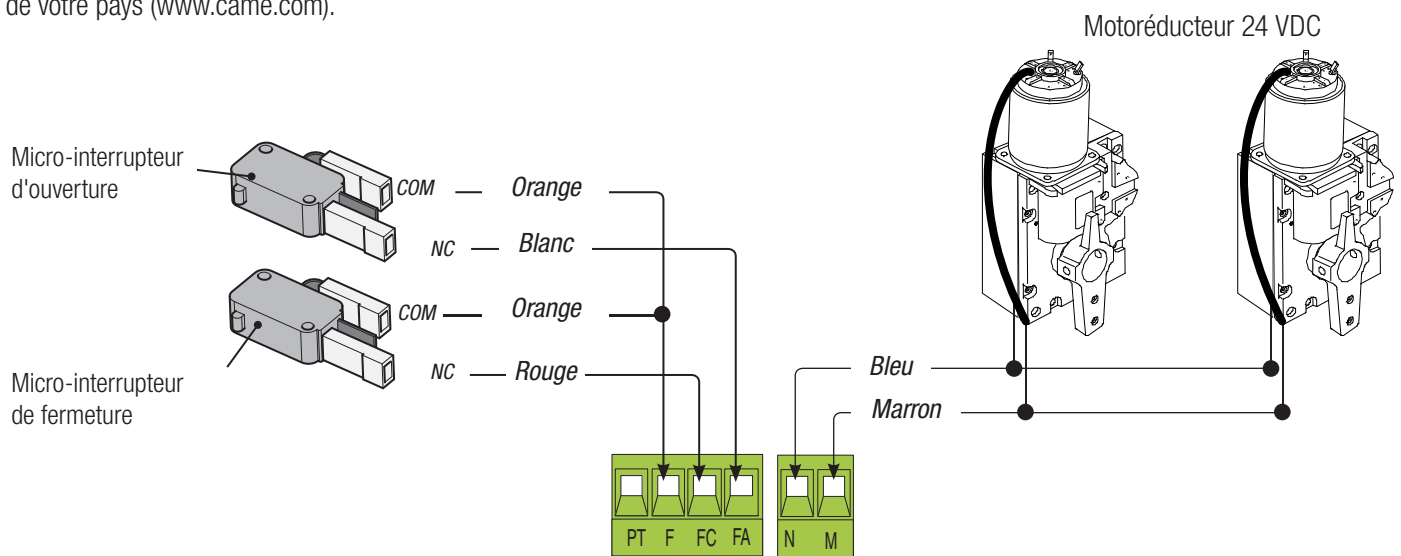 de votre pays (www.came.com).
Motoréducteur 24 VDC
Micro-interrupteur
d'ouverture
COM
Orange
NC
Blanc
COM
Orange
Micro-interrupteur
de fermeture
NC
Rouge
Bleu
Marron
PT F FC FA N M